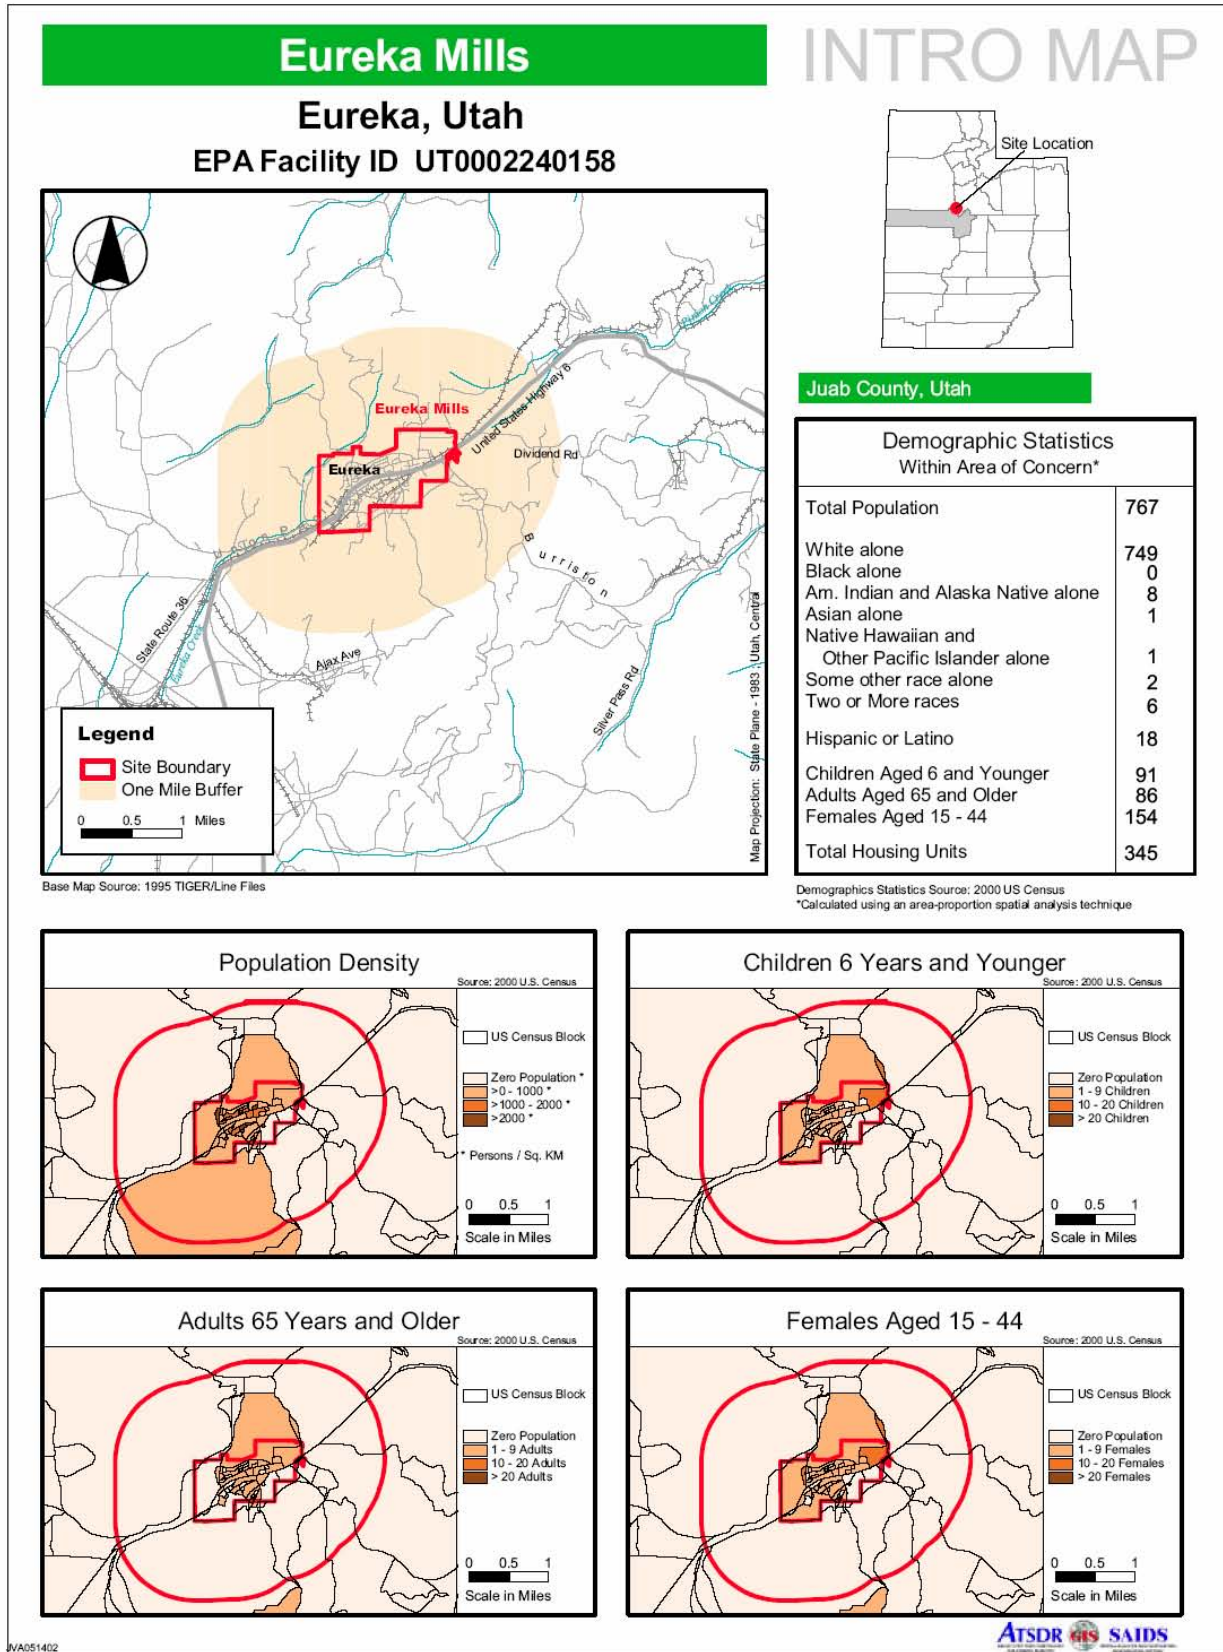 Eureka Mills
INTRO MAP
Eureka, Utah
EPA Facility ID UT0002240158
Site Location
Pinion Creek
United States Highway 6
Eureka Mills
Dividend Rd
Eureka
Burriston
State Route 36
Eureka Creek
Ajax Ave
Silver Pass Rd
Map Projection: State Plane - 1983 ; Utah, Central
Legend
Site Boundary
One Mile Buffer
0 0.5 1 Miles
Base Map Source: 1995 TIGER/Line Files
Juab County, Utah
Demographic Statistics
Within Area of Concern*
Total Population 767
White alone 749
Black alone 0
Am. Indian and Alaska Native alone 8
Asian alone 1
Native Hawaiian and
Other Pacific Islander alone 1
Some other race alone 2
Two or More races 6
Hispanic or Latino 18
Children Aged 6 and Younger 91
Adults Aged 65 and Older 86
Females Aged 15 - 44 154
Total Housing Units 345
Demographics Statistics Source: 2000 US Census
*Calculated using an area-proportion spatial analysis technique
Population Density
Source: 2000 U.S. Census
US Census Block
Zero Population *
>0 - 1000 *
>1000 - 2000 *
>2000 *
* Persons / Sq. KM
0 0.5 1
Scale in Miles
Children 6 Years and Younger
Source: 2000 U.S. Census
US Census Block
Zero Population
1 - 9 Children
10 - 20 Children
> 20 Children
0 0.5 1
Scale in Miles
Adults 65 Years and Older
Source: 2000 U.S. Census
US Census Block
Zero Population
1 - 9 Adults
10 - 20 Adults
> 20 Adults
0 0.5 1
Scale in Miles
Females Aged 15 - 44
Source: 2000 U.S. Census
US Census Block
Zero Population
1 - 9 Females
10 - 20 Females
> 20 Females
0 0.5 1
Scale in Miles
JVA051402
ATSDR GIS SAIDS